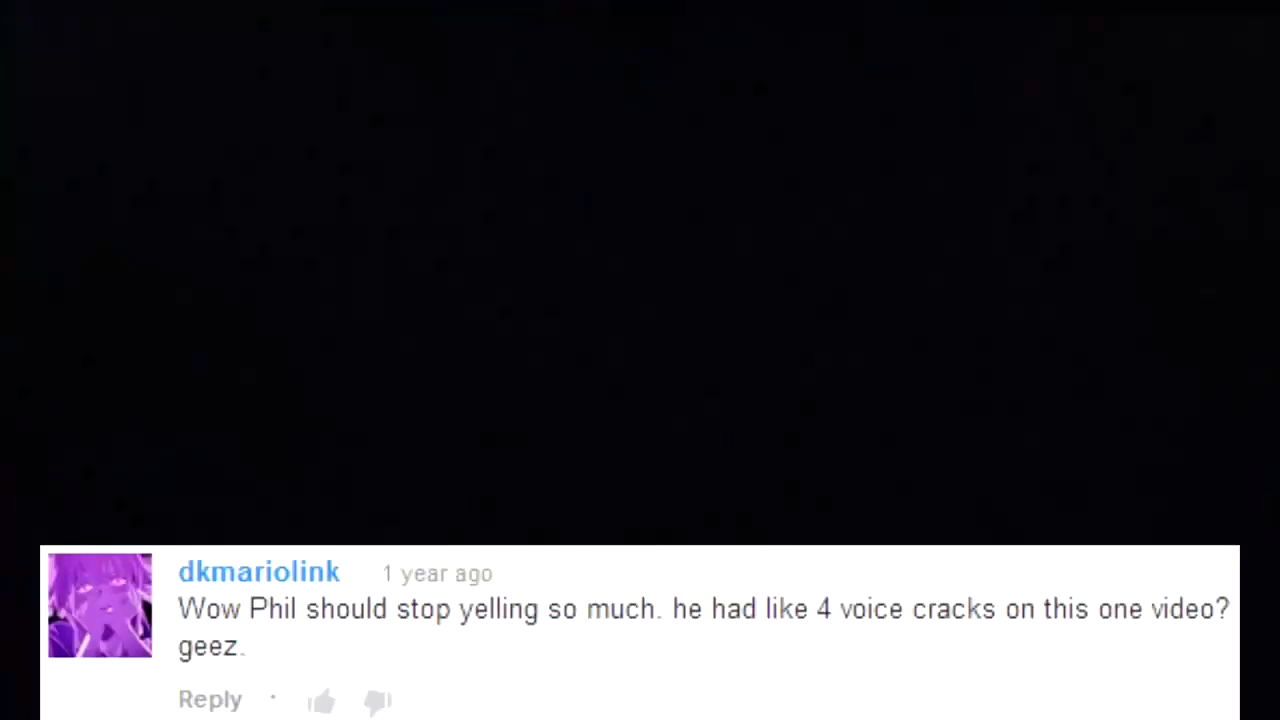 dkmariolink 1 year ago
Wow Phil should stop yelling so much. he had like 4 voice cracks on this one video?
geez.
Reply ·